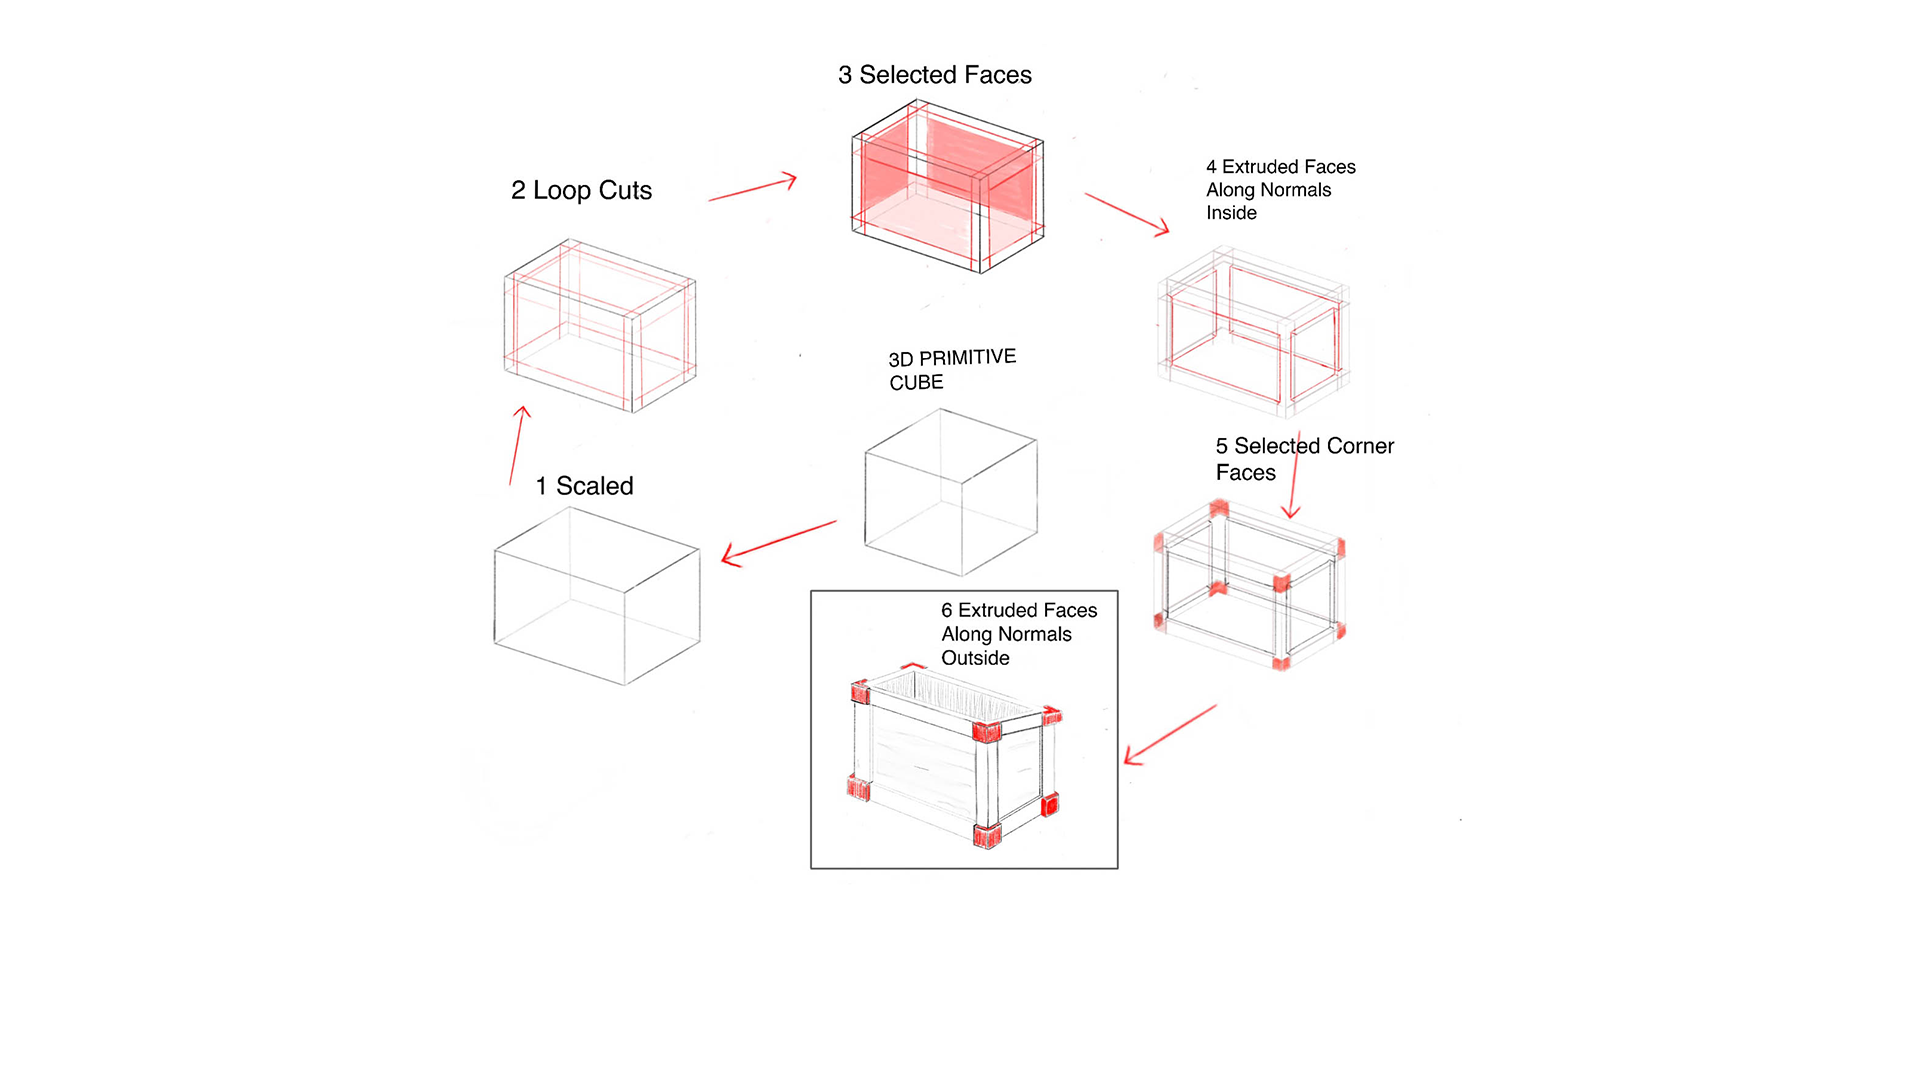 3 Selected Faces
2 Loop Cuts
4 Extruded Faces
Along Normals
Inside
3D PRIMITIVE
CUBE
5 Selected Corner
Faces
1 Scaled
6 Extruded Faces
Along Normals
Outside